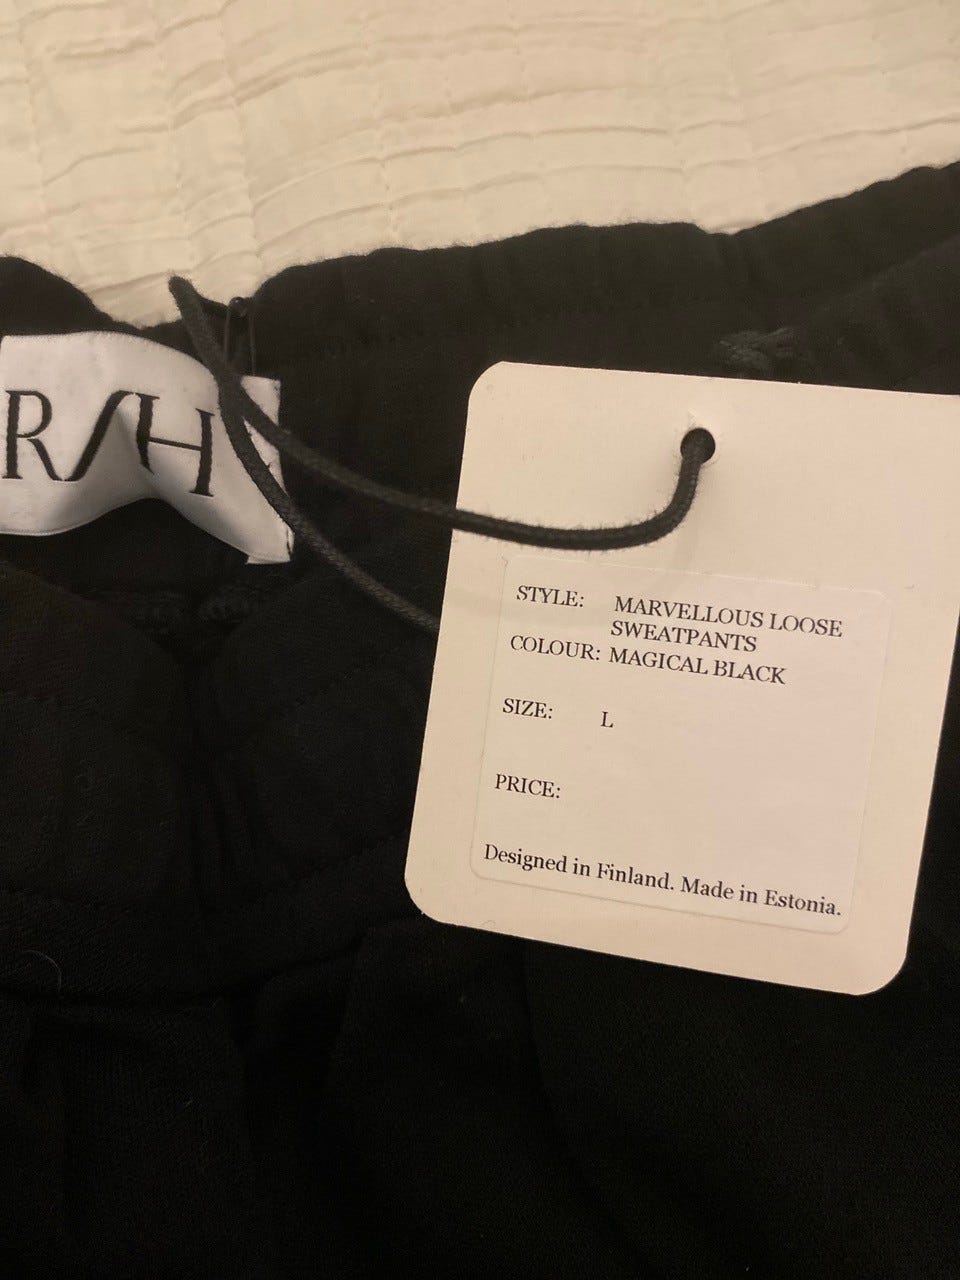 R/H
STYLE: MARVELLOUS LOOSE
SWEATPANTS
COLOUR: MAGICAL BLACK
SIZE: L
PRICE:
Designed in Finland. Made in Estonia.